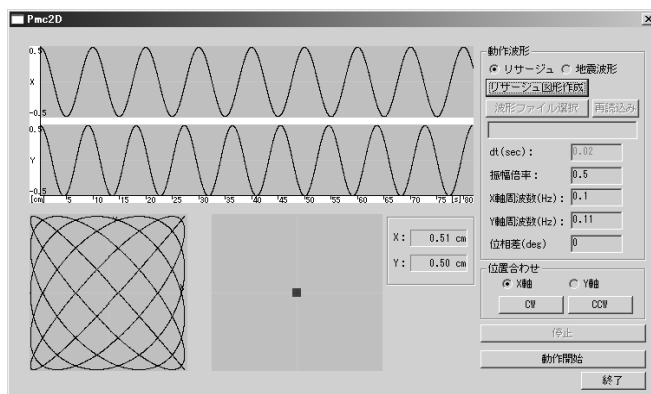 Pmc2D
0.5
X
-0.5
0.5
Y
-0.5
[cm] '5 '10 '15 '20 '25 '30 '35 '40 '45 '50 '55 '60 '65 '70 '75 [s] '80
X: 0.51 cm
Y: 0.50 cm
動作波形
リサージュ 地震波形
リサージュ図形作成
波形ファイル選択 再読込み
dt(sec): 0.02
振幅倍率: 0.5
X軸周波数(Hz): 0.1
Y軸周波数(Hz): 0.11
位相差(deg) 0
位置合わせ
X軸 Y軸
CW CCW
停止
動作開始
終了